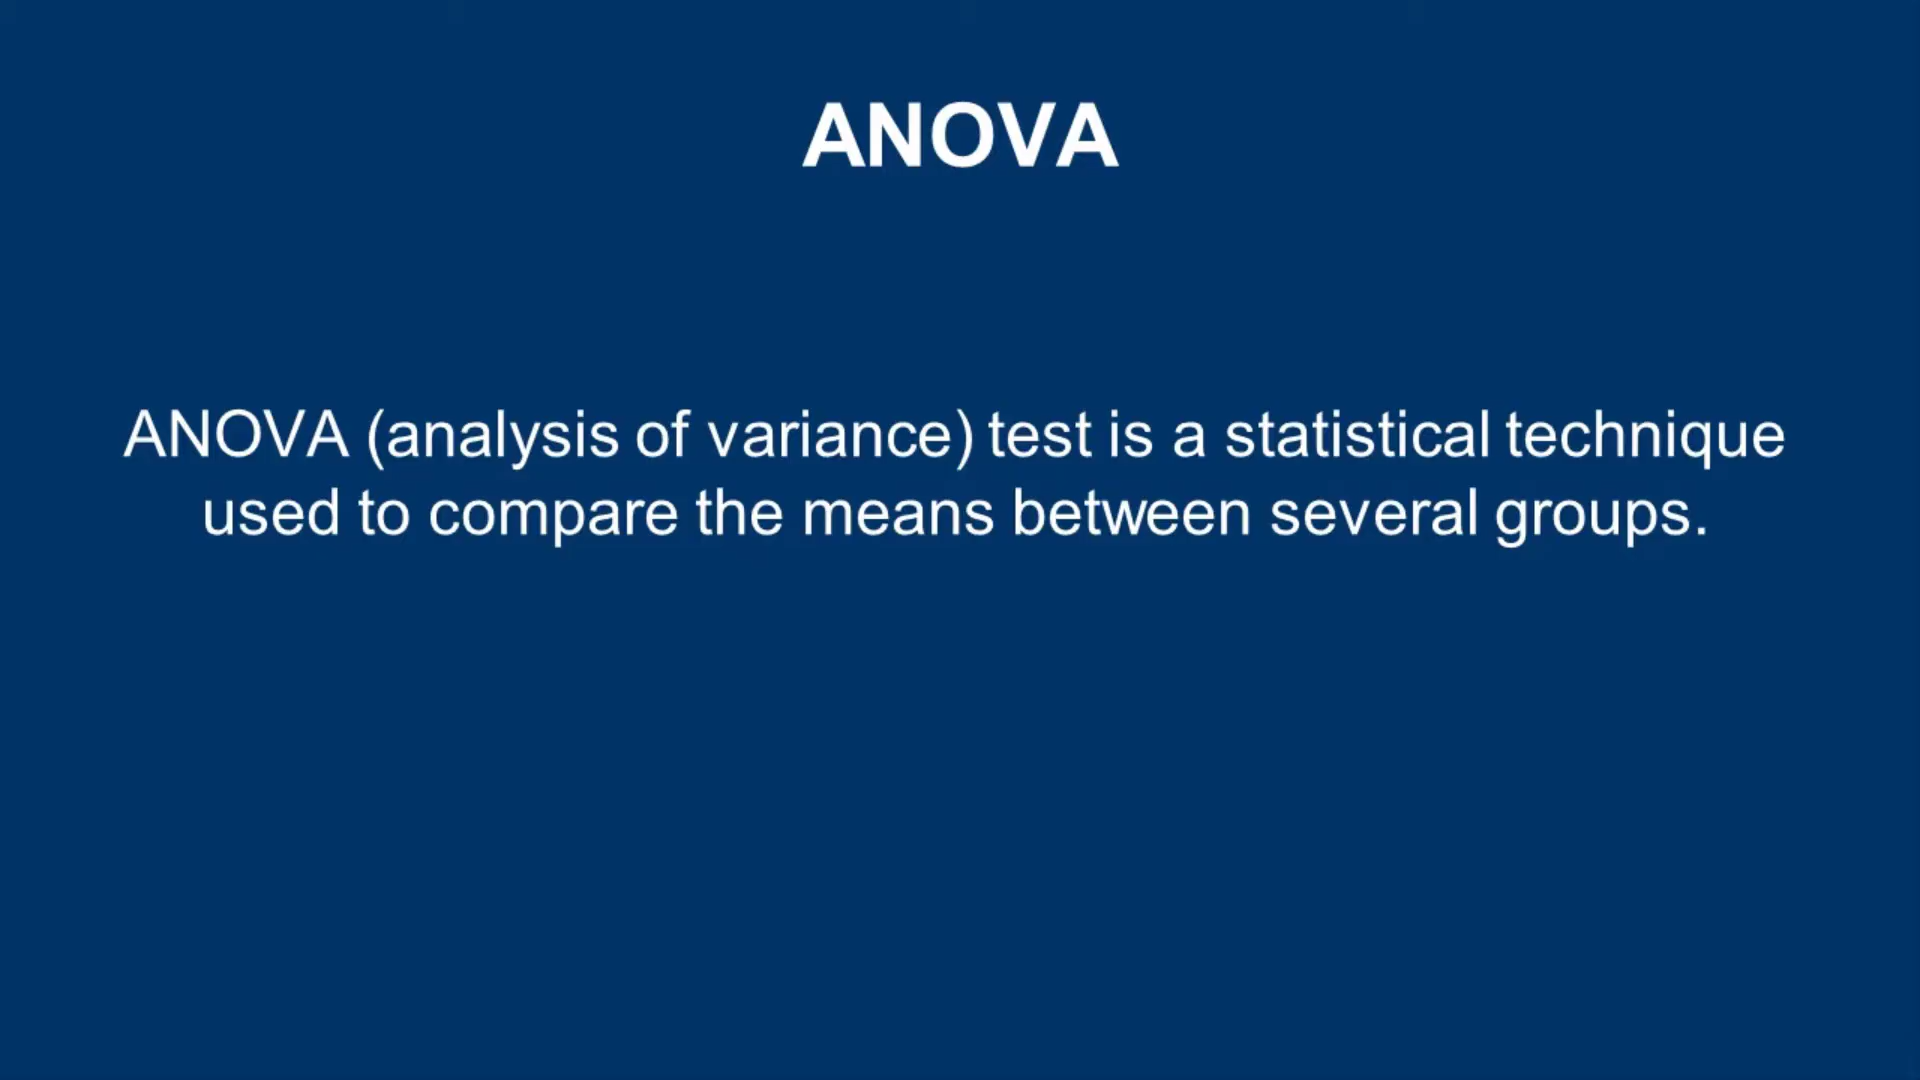 ANOVA
ANOVA (analysis of variance) test is a statistical technique
used to compare the means between several groups.